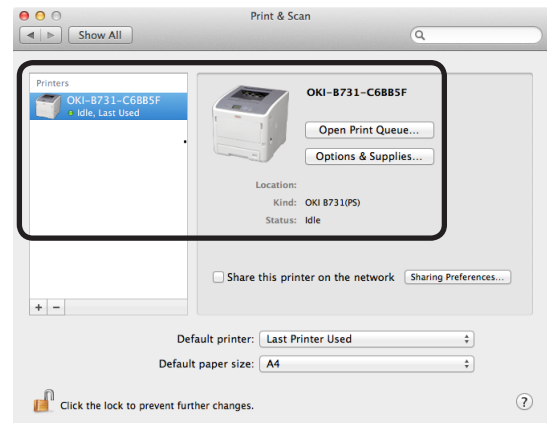 Print & Scan
Show All
Printers
OKI-B731-C6BB5F
Idle, Last Used
OKI-B731-C6BB5F
Open Print Queue...
Options & Supplies...
Location:
Kind: OKI B731(PS)
Status: Idle
Share this printer on the network Sharing Preferences...
+ −
Default printer: Last Printer Used
Default paper size: A4
Click the lock to prevent further changes. ?